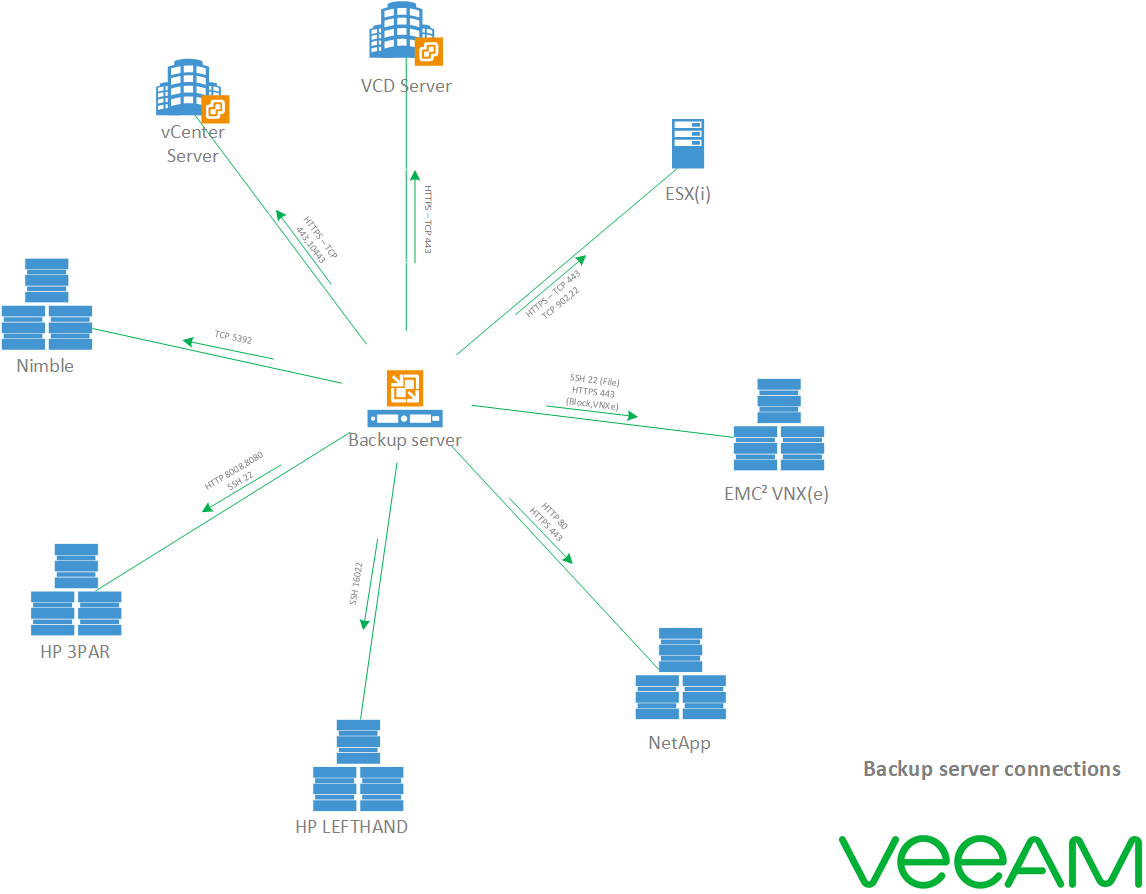 VCD Server
vCenter
Server
ESX(i)
HTTPS – TCP
443,10443
HTTPS – TCP 443
HTTPS – TCP 443
TCP 902,22
Nimble
TCP 5392
SSH 22 (File)
HTTPS 443
(Block,VNXe)
Backup server
EMC² VNX(e)
HTTP 8008,8080
SSH 22
HTTP 80
HTTPS 443
SSH 16022
HP 3PAR
NetApp
HP LEFTHAND
Backup server connections
veeAM